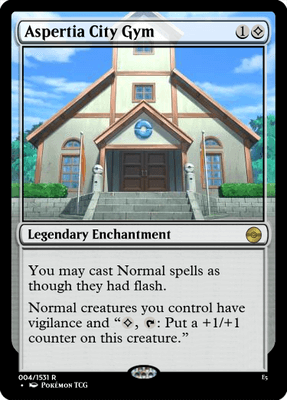 Aspertia City Gym 1
Legendary Enchantment
You may cast Normal spells as
though they had flash.
Normal creatures you control have
vigilance and “ , : Put a +1/+1
counter on this creature.”
004/1531 R
• Pokémon TCG